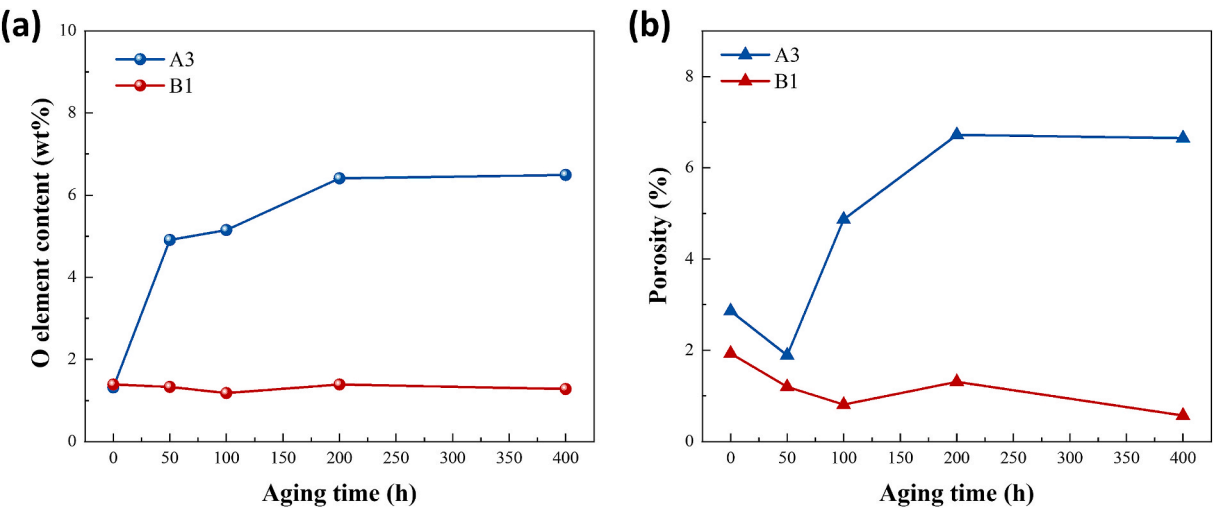 (a)
A3
B1
O element content (wt%)
10
8
6
4
2
0
0 50 100 150 200 250 300 350 400
Aging time (h)
(b)
A3
B1
Porosity (%)
8
6
4
2
0
0 50 100 150 200 250 300 350 400
Aging time (h)